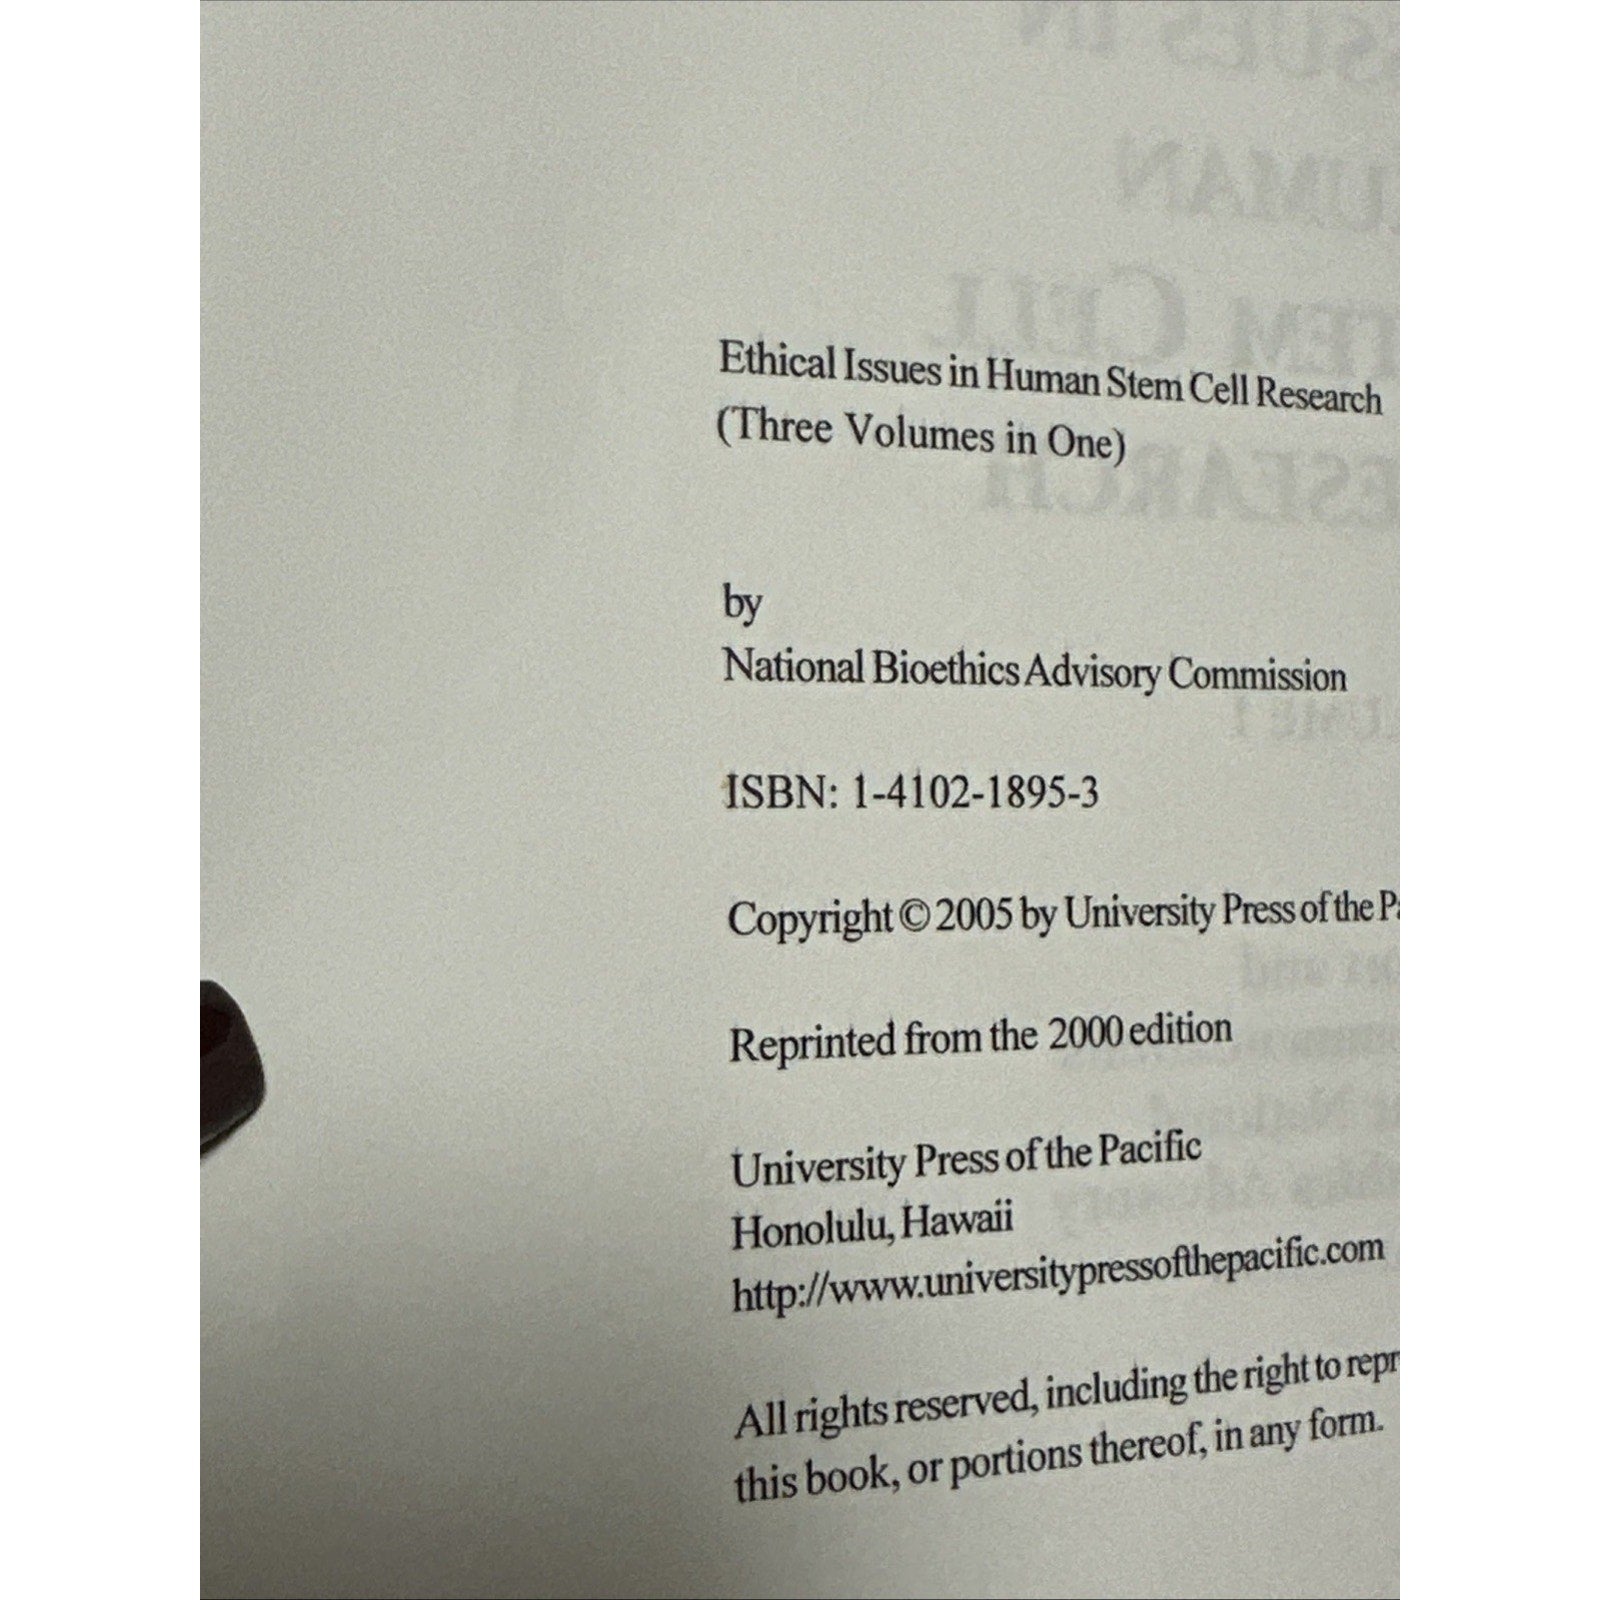 Ethical Issues in Human Stem Cell Research
(Three Volumes in One)
by
National Bioethics Advisory Commission
ISBN: 1-4102-1895-3
Copyright © 2005 by University Press of the
Reprinted from the 2000 edition
University Press of the Pacific
Honolulu, Hawaii
http://www.universitypressofthepacific.com
All rights reserved, including the right to
this book, or portions thereof, in any form.